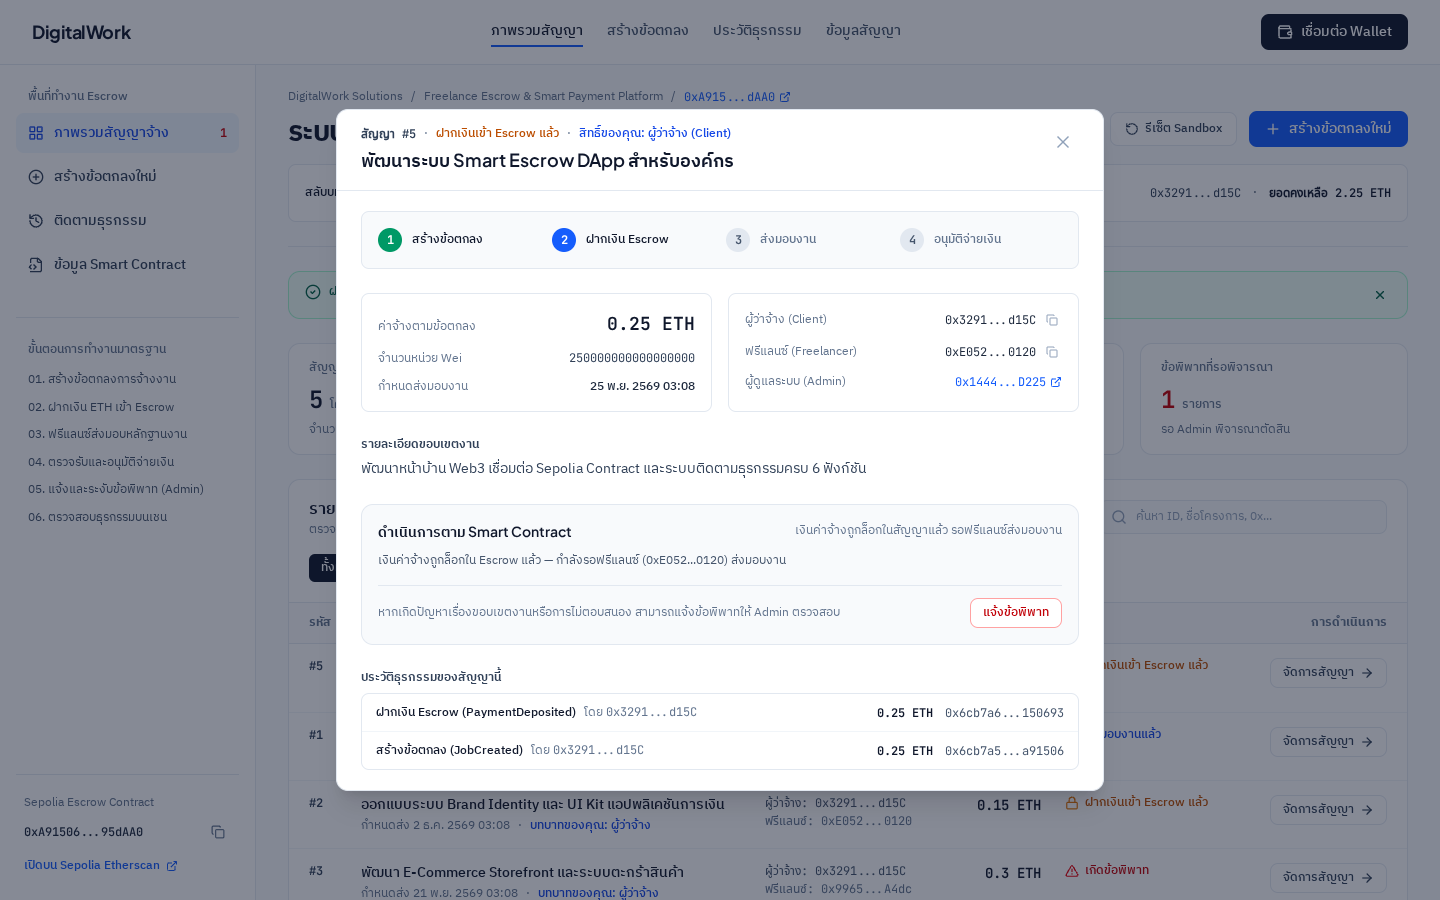 DigitalWork
ภาพรวมสัญญา
สร้างข้อตกลง
ประวัติธุรกรรม
ข้อมูลสัญญา
เชื่อมต่อ Wallet
พื้นที่ทำงาน Escrow
ภาพรวมสัญญาจ้าง 1
สร้างข้อตกลงใหม่
ติดตามธุรกรรม
ข้อมูล Smart Contract
ขั้นตอนการทำงานมาตรฐาน
01. สร้างข้อตกลงการจ้างงาน
02. ฝากเงิน ETH เข้า Escrow
03. ฟรีแลนซ์ส่งมอบหลักฐานงาน
04. ตรวจรับและอนุมัติจ่ายเงิน
05. แจ้งและระงับข้อพิพาท (Admin)
06. ตรวจสอบธุรกรรมบนเชน
Sepolia Escrow Contract
0xA91506...95dAA0
เปิดบน Sepolia Etherscan
DigitalWork Solutions / Freelance Escrow & Smart Payment Platform / 0xA915...dAA0
รีเซ็ต Sandbox
สร้างข้อตกลงใหม่
0x3291...d15C · ยอดคงเหลือ 2.25 ETH
5
ข้อพิพาทที่รอพิจารณา
1 รายการ
รอ Admin พิจารณาตัดสิน
ค้นหา ID, ชื่อโครงการ, 0x...
รหัส
การดำเนินการ
สัญญา #5 · ฝากเงินเข้า Escrow แล้ว · สิทธิ์ของคุณ: ผู้ว่าจ้าง (Client)
พัฒนาระบบ Smart Escrow DApp สำหรับองค์กร
1 สร้างข้อตกลง
2 ฝากเงิน Escrow
3 ส่งมอบงาน
4 อนุมัติจ่ายเงิน
ค่าจ้างตามข้อตกลง 0.25 ETH
จำนวนหน่วย Wei 250000000000000000
กำหนดส่งมอบงาน 25 พ.ย. 2569 03:08
ผู้ว่าจ้าง (Client) 0x3291...d15C
ฟรีแลนซ์ (Freelancer) 0xE052...0120
ผู้ดูแลระบบ (Admin) 0x1444...D225
รายละเอียดขอบเขตงาน
พัฒนาหน้าบ้าน Web3 เชื่อมต่อ Sepolia Contract และระบบติดตามธุรกรรมครบ 6 ฟังก์ชัน
ดำเนินการตาม Smart Contract
เงินค่าจ้างถูกล็อกในสัญญาแล้ว รอฟรีแลนซ์ส่งมอบงาน
เงินค่าจ้างถูกล็อกใน Escrow แล้ว — กำลังรอฟรีแลนซ์ (0xE052...0120) ส่งมอบงาน
หากเกิดปัญหาเรื่องขอบเขตงานหรือการไม่ตอบสนอง สามารถแจ้งข้อพิพาทให้ Admin ตรวจสอบ
แจ้งข้อพิพาท
ประวัติธุรกรรมของสัญญานี้
ฝากเงิน Escrow (PaymentDeposited) โดย 0x3291...d15C 0.25 ETH 0x6cb7a6...150693
สร้างข้อตกลง (JobCreated) โดย 0x3291...d15C 0.25 ETH 0x6cb7a5...a91506
#5 จัดการสัญญา
#1 จัดการสัญญา
#2 ออกแบบระบบ Brand Identity และ UI Kit แอปพลิเคชันการเงิน
กำหนดส่ง 2 ธ.ค. 2569 03:08 · บทบาทของคุณ: ผู้ว่าจ้าง
ผู้ว่าจ้าง: 0x3291...d15C
ฟรีแลนซ์: 0xE052...0120
0.15 ETH
ฝากเงินเข้า Escrow แล้ว
จัดการสัญญา
#3 พัฒนา E-Commerce Storefront และระบบตะกร้าสินค้า
กำหนดส่ง 21 พ.ย. 2569 03:08 · บทบาทของคุณ: ผู้ว่าจ้าง
ผู้ว่าจ้าง: 0x3291...d15C
ฟรีแลนซ์: 0x9965...A4dc
0.3 ETH
เกิดข้อพิพาท
จัดการสัญญา